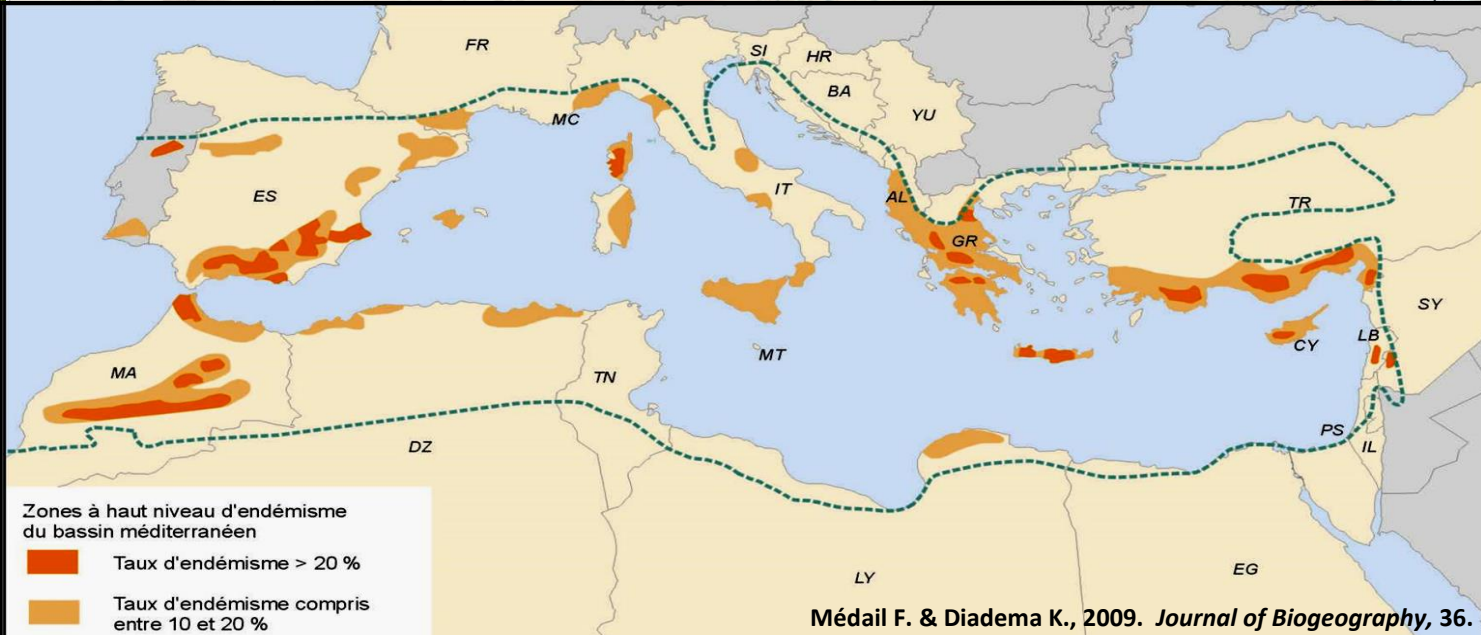 FR
SI
HR
BA
YU
MC
ES
IT
AL
GR
TR
SY
CY
LB
MT
MA
TN
DZ
PS
IL
LY
EG
Zones à haut niveau d'endémisme
du bassin méditerranéen
Taux d'endémisme > 20 %
Taux d'endémisme compris
entre 10 et 20 %
Médail F. & Diadema K., 2009. Journal of Biogeography, 36.